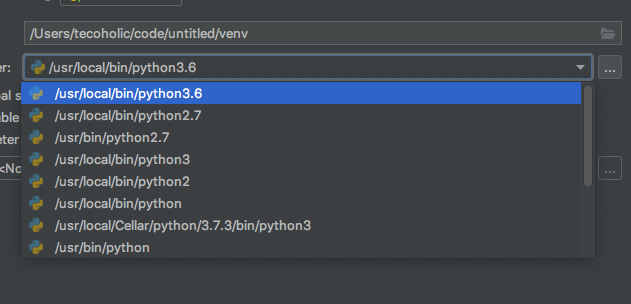 /Users/tecoholic/code/untitled/venv
er: /usr/local/bin/python3.6 ...
/usr/local/bin/python3.6
bal s
/usr/local/bin/python2.7
able
/usr/bin/python2.7
eter
/usr/local/bin/python3
<No ...
/usr/local/bin/python2
/usr/local/bin/python
/usr/local/Cellar/python/3.7.3/bin/python3
/usr/bin/python